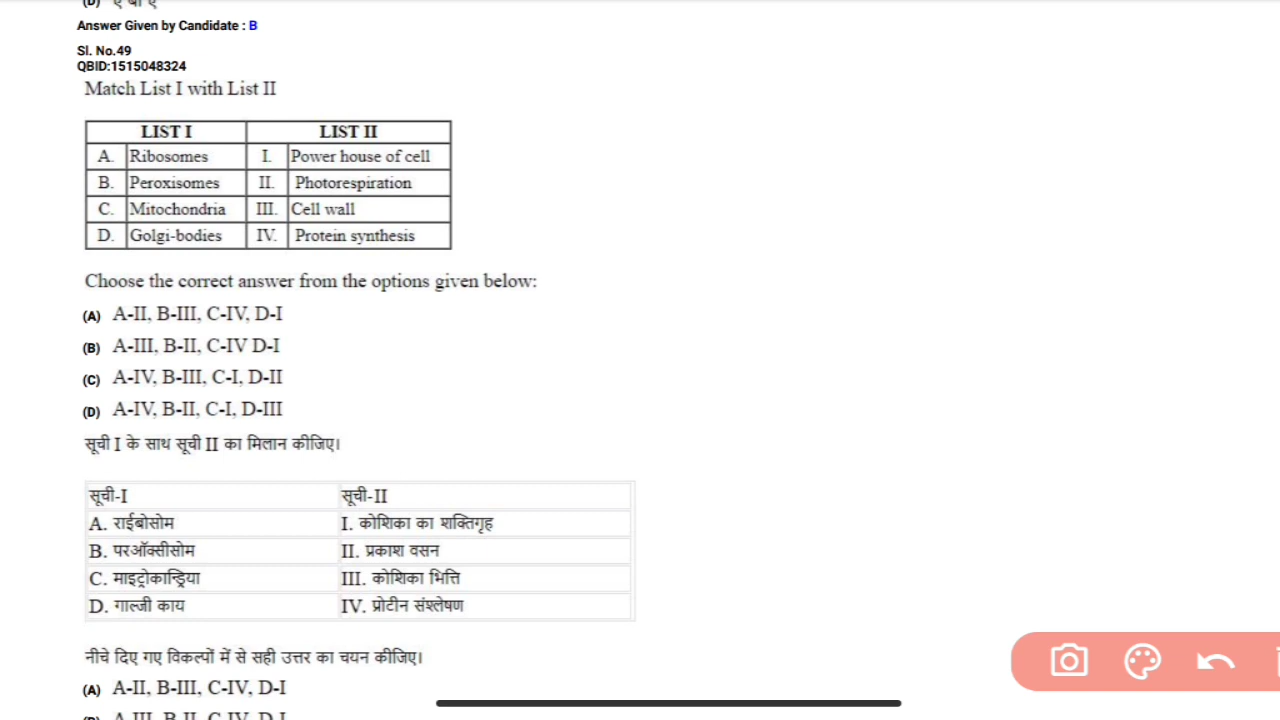 Answer Given by Candidate : B
Sl. No.49
QBID:1515048324
Match List I with List II
LIST I LIST II
A. Ribosomes I. Power house of cell
B. Peroxisomes II. Photorespiration
C. Mitochondria III. Cell wall
D. Golgi-bodies IV. Protein synthesis
Choose the correct answer from the options given below:
(A) A-II, B-III, C-IV, D-I
(B) A-III, B-II, C-IV D-I
(C) A-IV, B-III, C-I, D-II
(D) A-IV, B-II, C-I, D-III
सूची I के साथ सूची II का मिलान कीजिए।
सूची-I सूची-II
A. राईबोसोम I. कोशिका का शक्तिगृह
B. परऑक्सीसोम II. प्रकाश वसन
C. माइट्रोकान्ड्रिया III. कोशिका भित्ति
D. गाल्जी काय IV. प्रोटीन संश्लेषण
नीचे दिए गए विकल्पों में से सही उत्तर का चयन कीजिए।
(A) A-II, B-III, C-IV, D-I